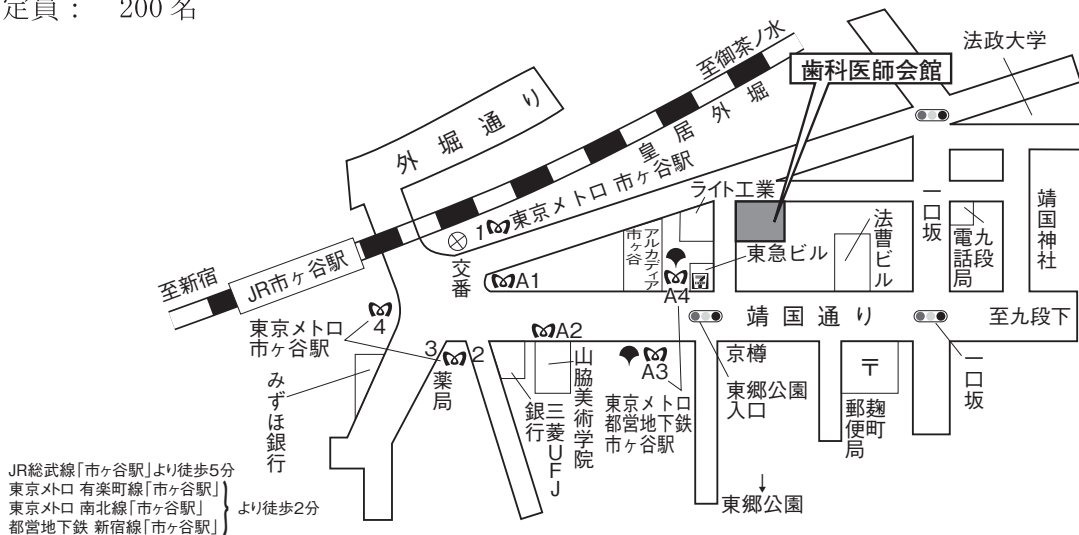 定員： 200名
法政大学
至御茶ノ水
歯科医師会館
外堀通り
皇居外堀
東京メトロ 市ヶ谷駅
ライト工業
1
一口坂
靖国神社
九段
電話局
法曹ビル
アルカディア
市ヶ谷
東急ビル
交番
JR市ヶ谷駅
至新宿
A1
A4
4
靖国通り
至九段下
東京メトロ
市ヶ谷駅
A2
3
2
A3
京樽
〒
一口坂
薬局
みずほ銀行
三菱UFJ
銀行
山脇美術学院
東京メトロ
都営地下鉄
市ヶ谷駅
東郷公園
入口
麹町
郵便局
JR総武線「市ヶ谷駅」より徒歩5分
東京メトロ 有楽町線「市ヶ谷駅」
東京メトロ 南北線「市ヶ谷駅」
都営地下鉄 新宿線「市ヶ谷駅」
より徒歩2分
↓
東郷公園